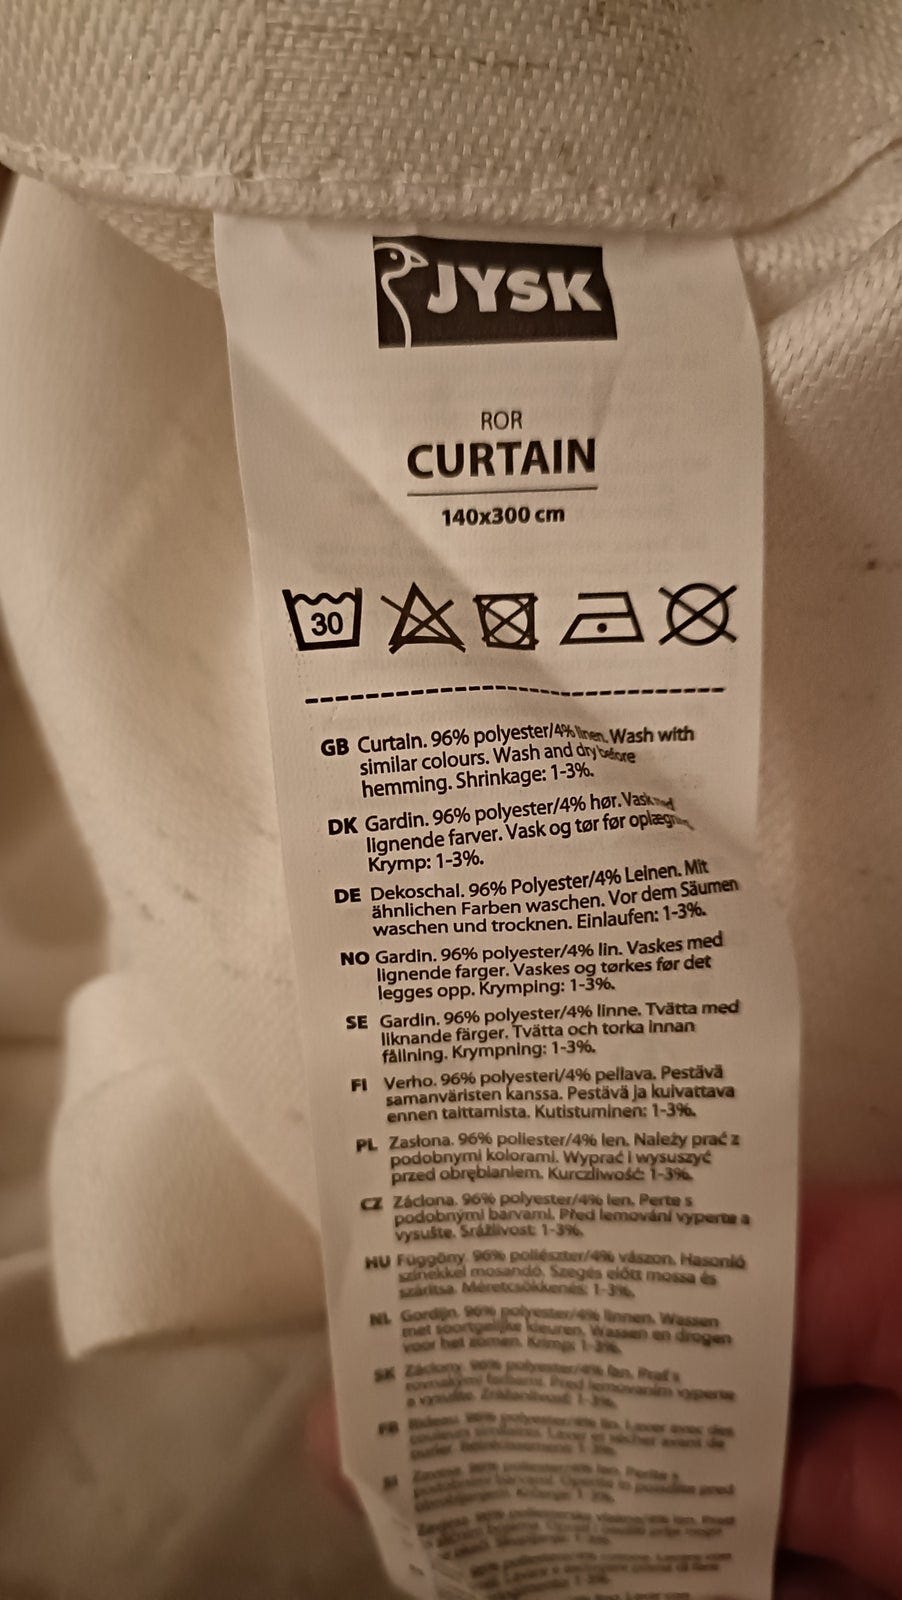 JYSK
ROR
CURTAIN
140x300 cm
30
GB Curtain. 96% polyester/4% linen. Wash with
similar colours. Wash and dry before
hemming. Shrinkage: 1-3%.
DK Gardin. 96% polyester/4% hør. Vask med
lignende farver. Vask og tør før
Krymp: 1-3%.
DE Dekoschal. 96% Polyester/4% Leinen. Mit
ähnlichen Farben waschen. Vor dem Säumen
waschen und trocknen. Einlaufen: 1-3%.
NO Gardin. 96% polyester/4% lin. Vaskes med
lignende farger. Vaskes og tørkes før det
legges opp. Krymping: 1-3%.
SE Gardin. 96% polyester/4% linne. Tvätta med
liknande färger. Tvätta och torka innan
fållning. Krympning: 1-3%.
FI Verho. 96% polyesteri/4% pellava. Pestävä
samanväristen kanssa. Pestävä ja kuivattava
ennen taittamista. Kutistuminen: 1-3%.
PL Zasłona. 96% poliester/4% len. Należy prać z
podobnymi kolorami. Wyprać i wysuszyć
przed obrębianiem. Kurczliwość: 1-3%.
CZ Záclona. 96% polyester/4% len. Perte s
podobnými barvami. Před lemováni vyperte a
vysušte. Srážlivost: 1-3%.
HU Függöny. 96% poliészter/4% vászon. Hasonló
színekkel mosandó. Szegés előtt mossa és
szárítsa. Méretcsökkenés: 1-3%.
NL Gordijn. 96% polyester/4% linnen. Wassen
met soortgelijke kleuren. Wassen en drogen
voor het zomen. Krimp: 1-3%.
SK
FR
SI